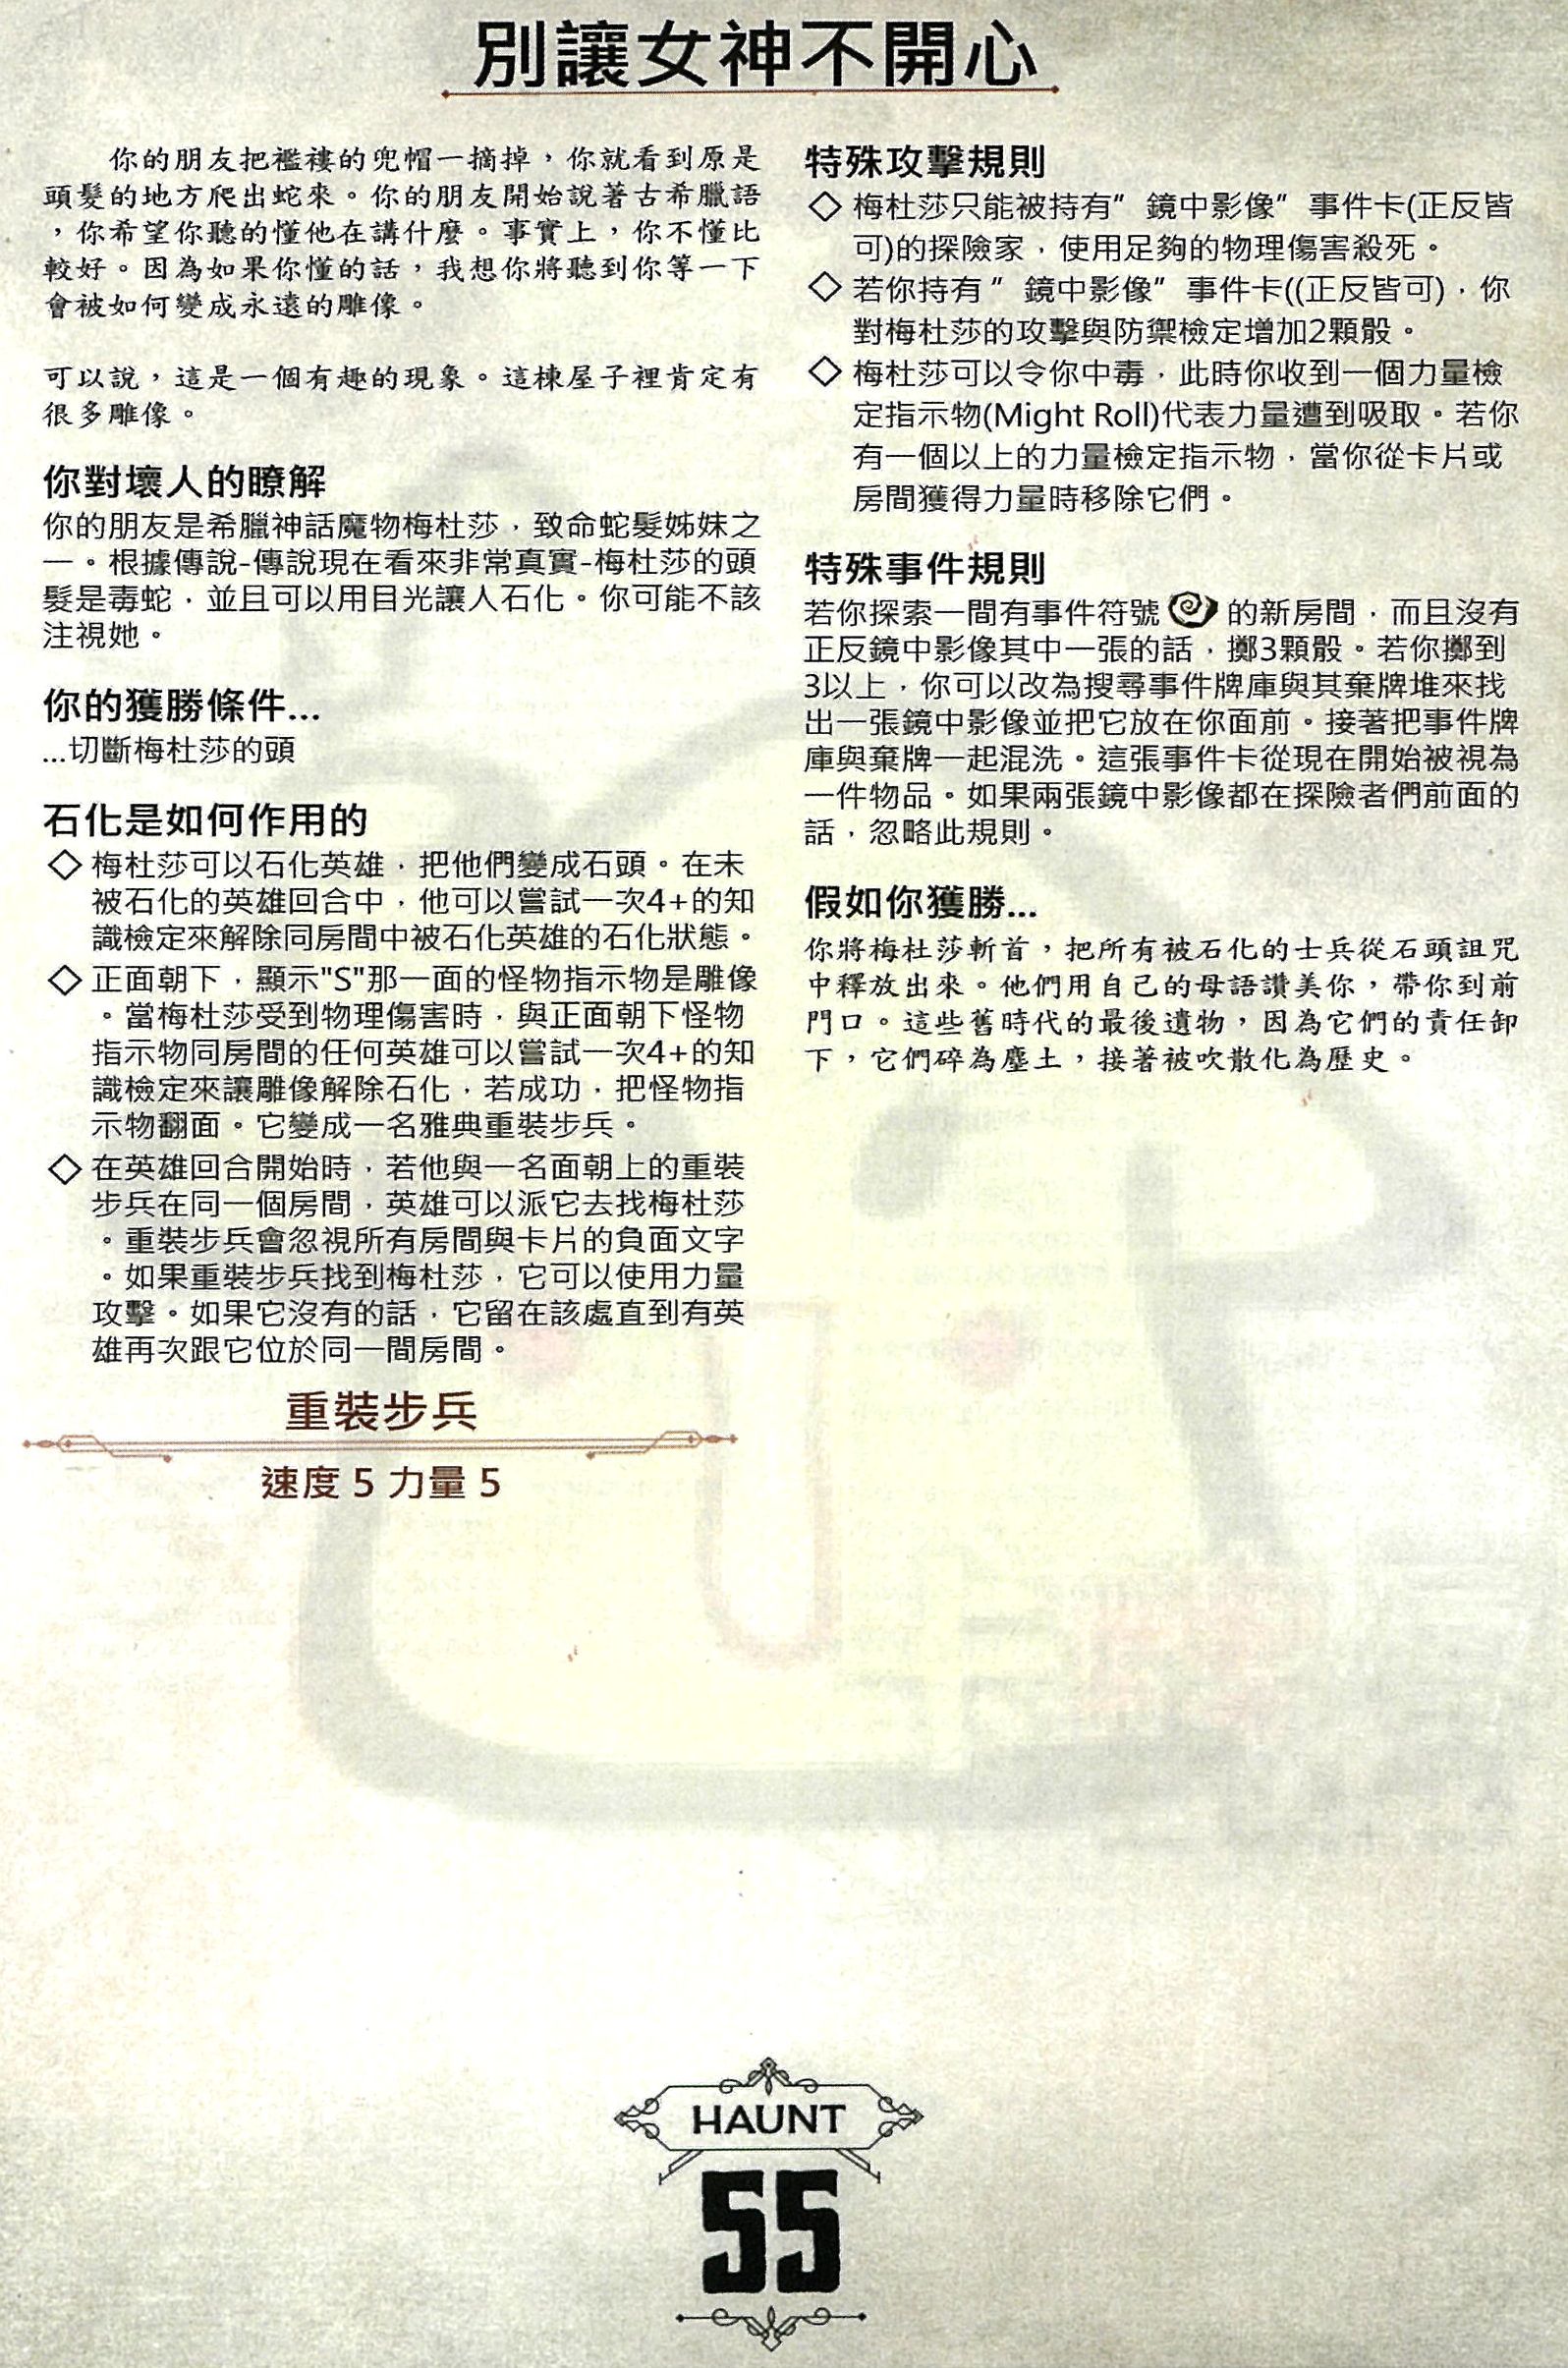 別讓女神不開心
你的朋友把襤褸的兜帽一摘掉，你就看到原是
頭髮的地方爬出蛇來。你的朋友開始說著古希臘語
，你希望你聽的懂他在講什麼。事實上，你不懂比
較好。因為如果你懂的話，我想你將聽到你等一下
會被如何變成永遠的雕像。
可以說，這是一個有趣的現象。這棟屋子裡肯定有
很多雕像。
你對壞人的瞭解
你的朋友是希臘神話魔物梅杜莎，致命蛇髮姊妹之
一。根據傳說-傳說現在看來非常真實-梅杜莎的頭
髮是毒蛇，並且可以用目光讓人石化。你可能不該
注視她。
你的獲勝條件...
...切斷梅杜莎的頭
石化是如何作用的
◇ 梅杜莎可以石化英雄，把他們變成石頭。在未
被石化的英雄回合中，他可以嘗試一次4+的知
識檢定來解除同房間中被石化英雄的石化狀態。
◇ 正面朝下，顯示"S"那一面的怪物指示物是雕像
。當梅杜莎受到物理傷害時，與正面朝下怪物
指示物同房間的任何英雄可以嘗試一次4+的知
識檢定來讓雕像解除石化，若成功，把怪物指
示物翻面。它變成一名雅典重裝步兵。
◇ 在英雄回合開始時，若他與一名面朝上的重裝
步兵在同一個房間，英雄可以派它去找梅杜莎
。重裝步兵會忽視所有房間與卡片的負面文字
。如果重裝步兵找到梅杜莎，它可以使用力量
攻擊。如果它沒有的話，它留在該處直到有英
雄再次跟它位於同一間房間。
重裝步兵
速度 5 力量 5
特殊攻擊規則
◇ 梅杜莎只能被持有”鏡中影像”事件卡(正反皆
可)的探險家，使用足夠的物理傷害殺死。
◇ 若你持有”鏡中影像”事件卡((正反皆可)，你
對梅杜莎的攻擊與防禦檢定增加2顆骰。
◇ 梅杜莎可以令你中毒，此時你收到一個力量檢
定指示物(Might Roll)代表力量遭到吸取。若你
有一個以上的力量檢定指示物，當你從卡片或
房間獲得力量時移除它們。
特殊事件規則
若你探索一間有事件符號 的新房間，而且沒有
正反鏡中影像其中一張的話，擲3顆骰。若你擲到
3以上，你可以改為搜尋事件牌庫與其棄牌堆來找
出一張鏡中影像並把它放在你面前。接著把事件牌
庫與棄牌一起混洗。這張事件卡從現在開始被視為
一件物品。如果兩張鏡中影像都在探險者們前面的
話，忽略此規則。
假如你獲勝...
你將梅杜莎斬首，把所有被石化的士兵從石頭詛咒
中釋放出來。他們用自己的母語讚美你，帶你到前
門口。這些舊時代的最後遺物，因為它們的責任卸
下，它們碎為塵土，接著被吹散化為歷史。
HAUNT
55